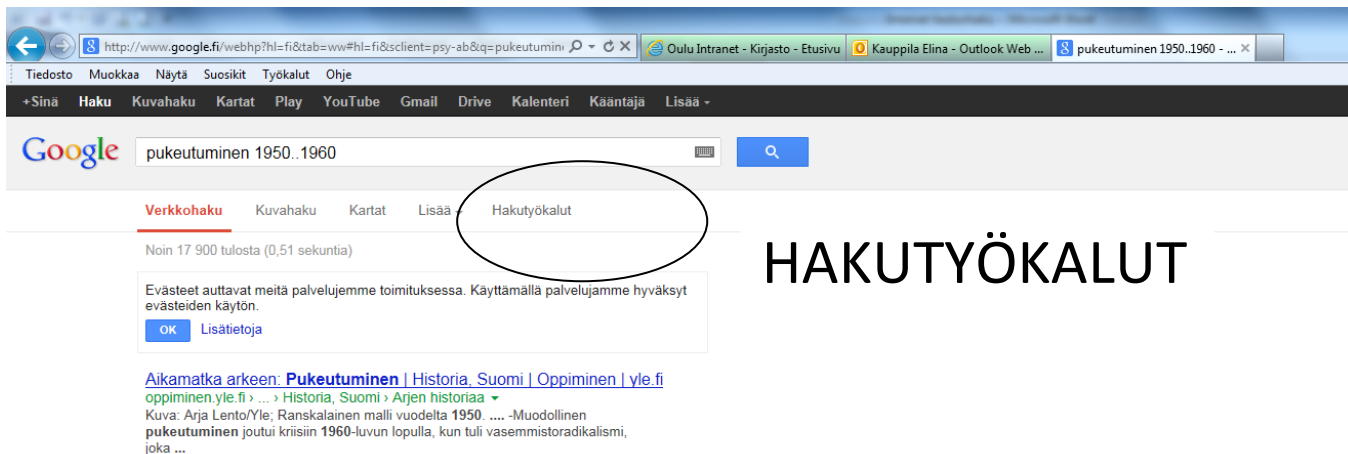 http://www.google.fi/webhp?hl=fi&tab=ww#hl=fi&sclient=psy-ab&q=pukeutumin
Oulu Intranet - Kirjasto - Etusivu
Kauppila Elina - Outlook Web ...
pukeutuminen 1950..1960 - ...
Tiedosto Muokkaa Näytä Suosikit Työkalut Ohje
+Sinä Haku Kuvahaku Kartat Play YouTube Gmail Drive Kalenteri Kääntäjä Lisää
Google pukeutuminen 1950..1960
Verkkohaku Kuvahaku Kartat Lisää Hakutyökalut
HAKUTYÖKALUT
Noin 17 900 tulosta (0,51 sekuntia)
Evästeet auttavat meitä palvelujemme toimituksessa. Käyttämällä palvelujamme hyväksyt
evästeiden käytön.
OK Lisätietoja
Aikamatka arkeen: Pukeutuminen | Historia, Suomi | Oppiminen | yle.fi
oppiminen.yle.fi › ... › Historia, Suomi › Arjen historiaa
Kuva: Arja Lento/Yle; Ranskalainen malli vuodelta 1950. .... -Muodollinen
pukeutuminen joutui kriisiin 1960-luvun lopulla, kun tuli vasemmistoradikalismi,
joka ...